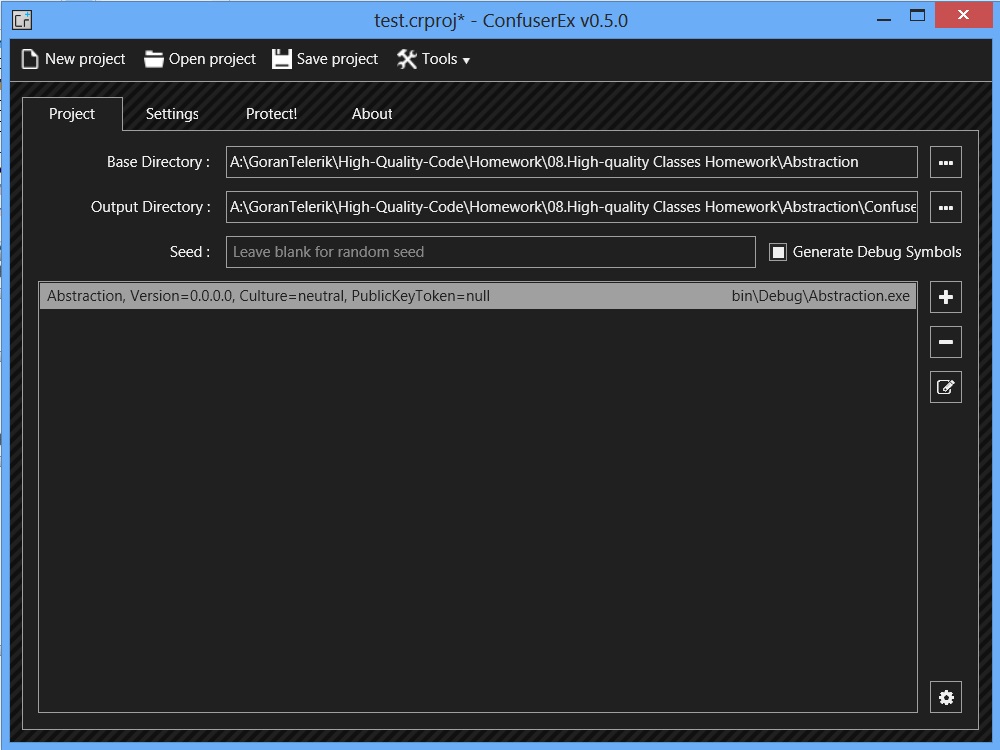 Cr
test.crproj* - ConfuserEx v0.5.0
New project Open project Save project Tools
Project Settings Protect! About
Base Directory : A:\GoranTelerik\High-Quality-Code\Homework\08.High-quality Classes Homework\Abstraction
Output Directory : A:\GoranTelerik\High-Quality-Code\Homework\08.High-quality Classes Homework\Abstraction\Confuse
Seed : Leave blank for random seed Generate Debug Symbols
Abstraction, Version=0.0.0.0, Culture=neutral, PublicKeyToken=null bin\Debug\Abstraction.exe